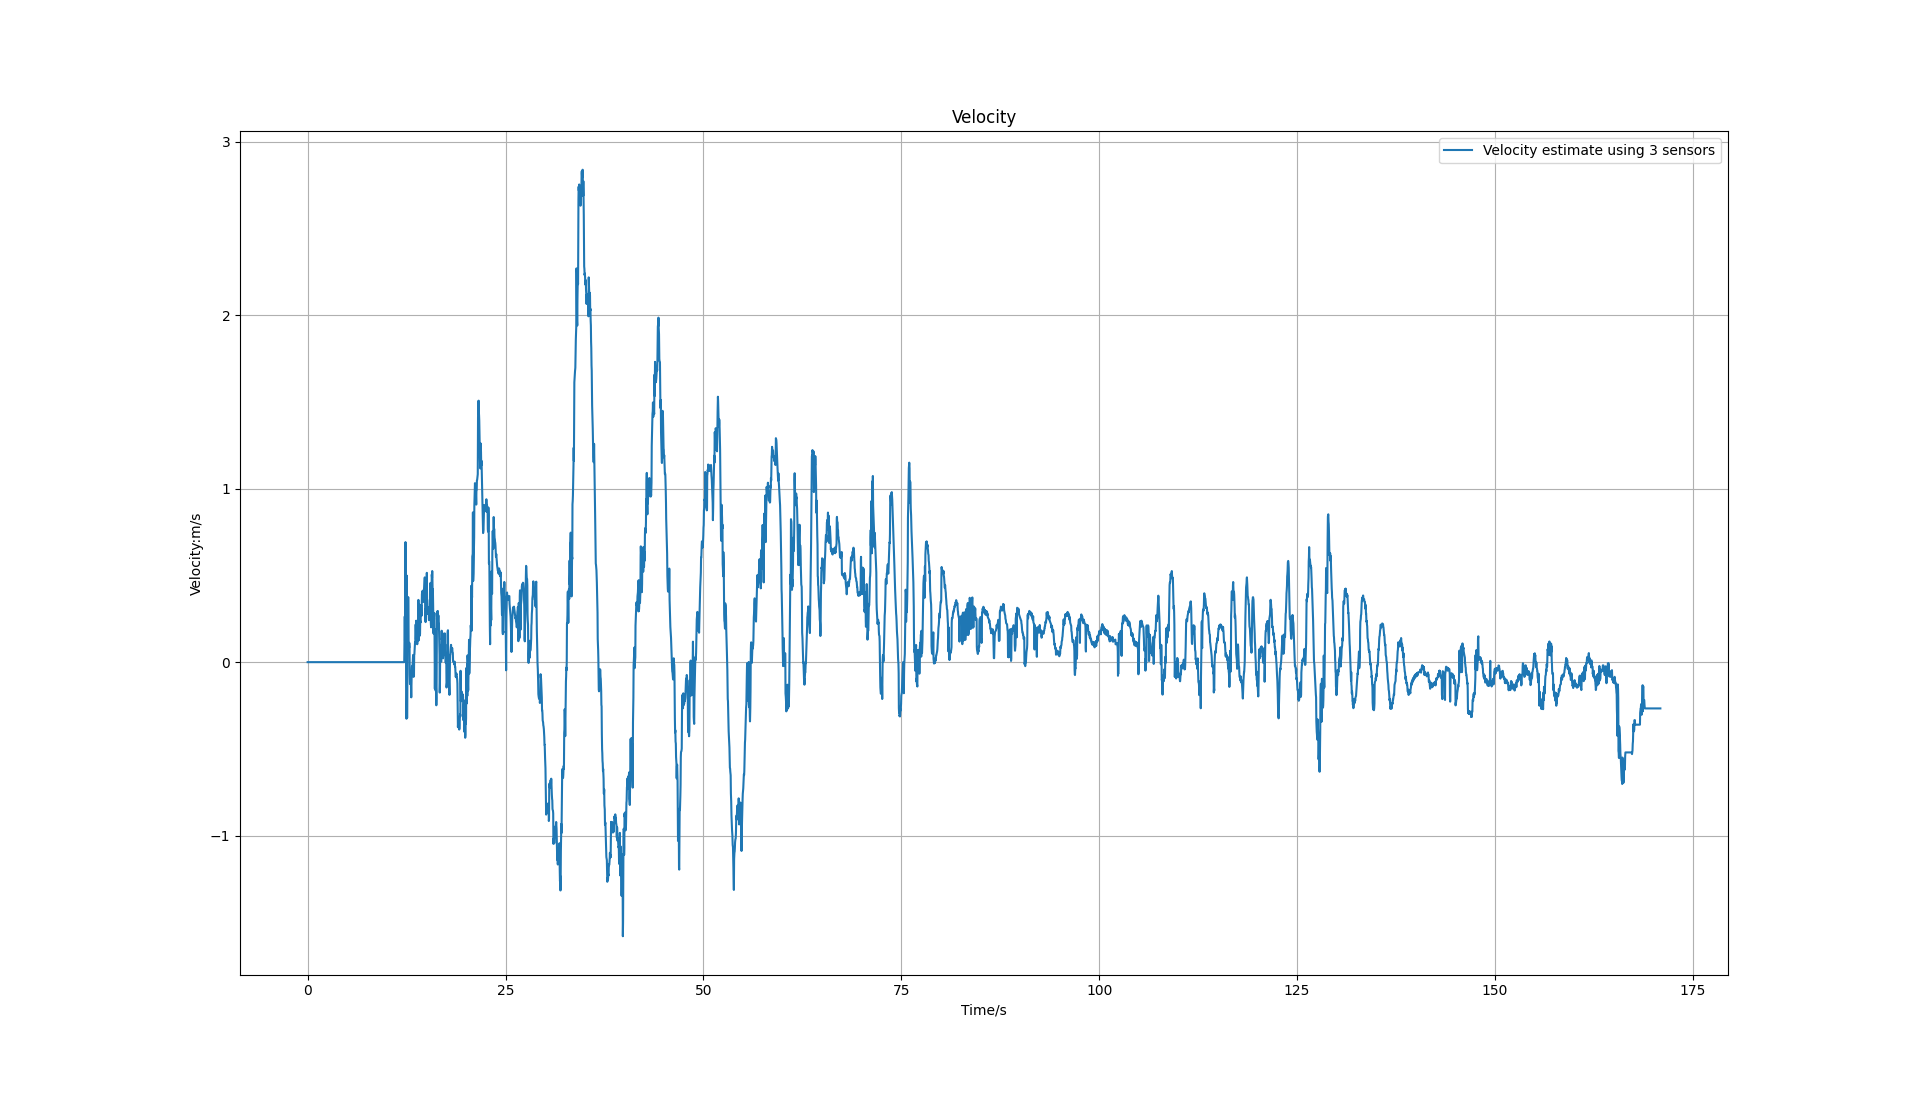 Velocity
Velocity estimate using 3 sensors
3
2
1
0
−1
Velocity:m/s
0 25 50 75 100 125 150 175
Time/s